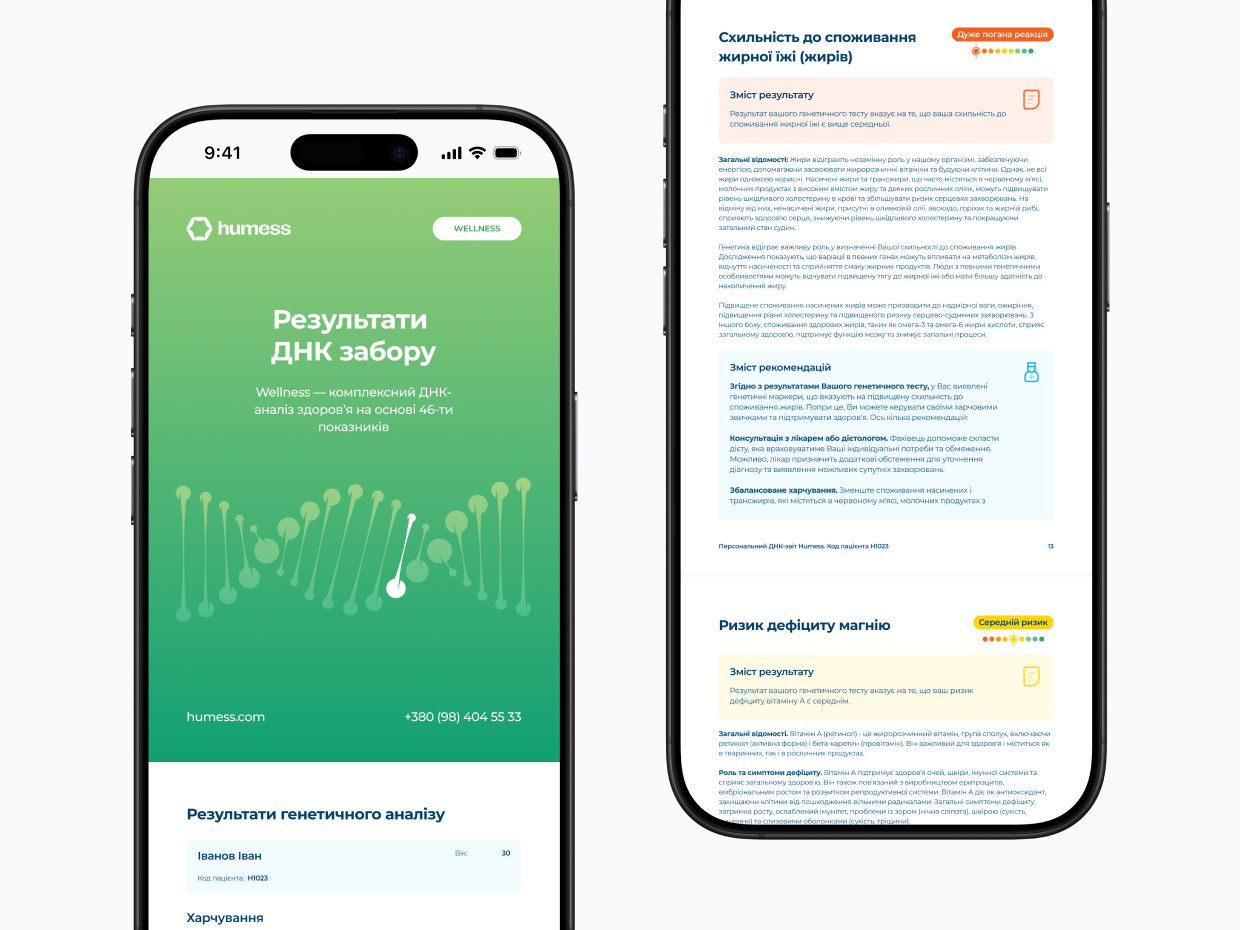 9:41
humess
WELLNESS
Результати
ДНК забору
Wellness — комплексний ДНК-
аналіз здоров’я на основі 46-ти
показників
humess.com
+380 (98) 404 55 33
Результати генетичного аналізу
Іванов Іван
Вік:
30
Код пацієнта: H1023
Харчування
Схильність до споживання
жирної їжі (жирів)
Дуже погана реакція
Зміст результату
Результат вашого генетичного тесту вказує на те, що ваша схильність до
споживання жирної їжі є вище середньої.
Загальні відомості: Жири відіграють незамінну роль у нашому організмі, забезпечуючи
енергією, допомагаючи засвоювати жиророзчинні вітаміни та будуючи клітини. Однак, не всі
жири однаково корисні. Насичені жири та трансжири, що часто містяться в червоному м'ясі,
молочних продуктах з високим вмістом жиру та деяких рослинних оліях, можуть підвищувати
рівень шкідливого холестерину в крові та збільшувати ризик серцевих захворювань. На
відміну від них, ненасичені жири, присутні в оливковій олії, авокадо, горіхах та жирній рибі,
сприяють здоров'ю серця, знижуючи рівень шкідливого холестерину та покращуючи
загальний стан судин.
Генетика відіграє важливу роль у визначенні Вашої схильності до споживання жирів.
Дослідження показують, що варіації в певних генах можуть впливати на метаболізм жирів,
відчуття насиченості та сприйняття смаку жирних продуктів. Люди з певними генетичними
особливостями можуть відчувати підвищену тягу до жирної їжі або мати більшу здатність до
накопичення жиру.
Підвищене споживання насичених жирів може призводити до надмірної ваги, ожиріння,
підвищення рівня холестерину та підвищеного ризику серцево-судинних захворювань. З
іншого боку, споживання здорових жирів, таких як омега-3 та омега-6 жирні кислоти, сприяє
загальному здоров'ю, підтримує функцію мозку та знижує запальні процеси.
Зміст рекомендацій
Згідно з результатами Вашого генетичного тесту, у Вас виявлені
генетичні маркери, що вказують на підвищену схильність до
споживання жирів. Попри це, Ви можете керувати своїми харчовими
звичками та підтримувати здоров'я. Ось кілька рекомендацій:
Консультація з лікарем або дієтологом. Фахівець допоможе скласти
дієту, яка враховуватиме Ваші індивідуальні потреби та обмеження.
Можливо, лікар призначить додаткові обстеження для уточнення
діагнозу та виявлення можливих супутніх захворювань.
Збалансоване харчування. Зменште споживання насичених і
трансжирів, які містяться в червоному м'ясі, молочних продуктах з
Персональний ДНК-звіт Humess. Код пацієнта H1023
13
Ризик дефіциту магнію
Середній ризик
Зміст результату
Результат вашого генетичного тесту вказує на те, що ваш ризик
дефіциту вітаміну А є середнім.
Загальні відомості. Вітамін А (ретинол) - це жиророзчинний вітамін, група сполук, включаючи
ретинол (активна форма) і бета-каротин (провітамін). Він важливий для здоров'я і міститься як
в тваринних, так і в рослинних продуктах.
Роль та симптоми дефіциту. Вітамін А підтримує здоров'я очей, шкіри, імунної системи та
сприяє загальному здоров'ю. Він також пов'язаний з виробництвом еритроцитів,
ембріональним ростом та розвитком репродуктивної системи. Вітамін А діє як антиоксидант,
захищаючи клітини від пошкодження вільними радикалами. Загальні симптоми дефіциту:
затримка росту, ослаблений імунітет, проблеми із зором (нічна сліпота), шкірою (сухість,
та слизовими оболонками (сухість, тріщини).